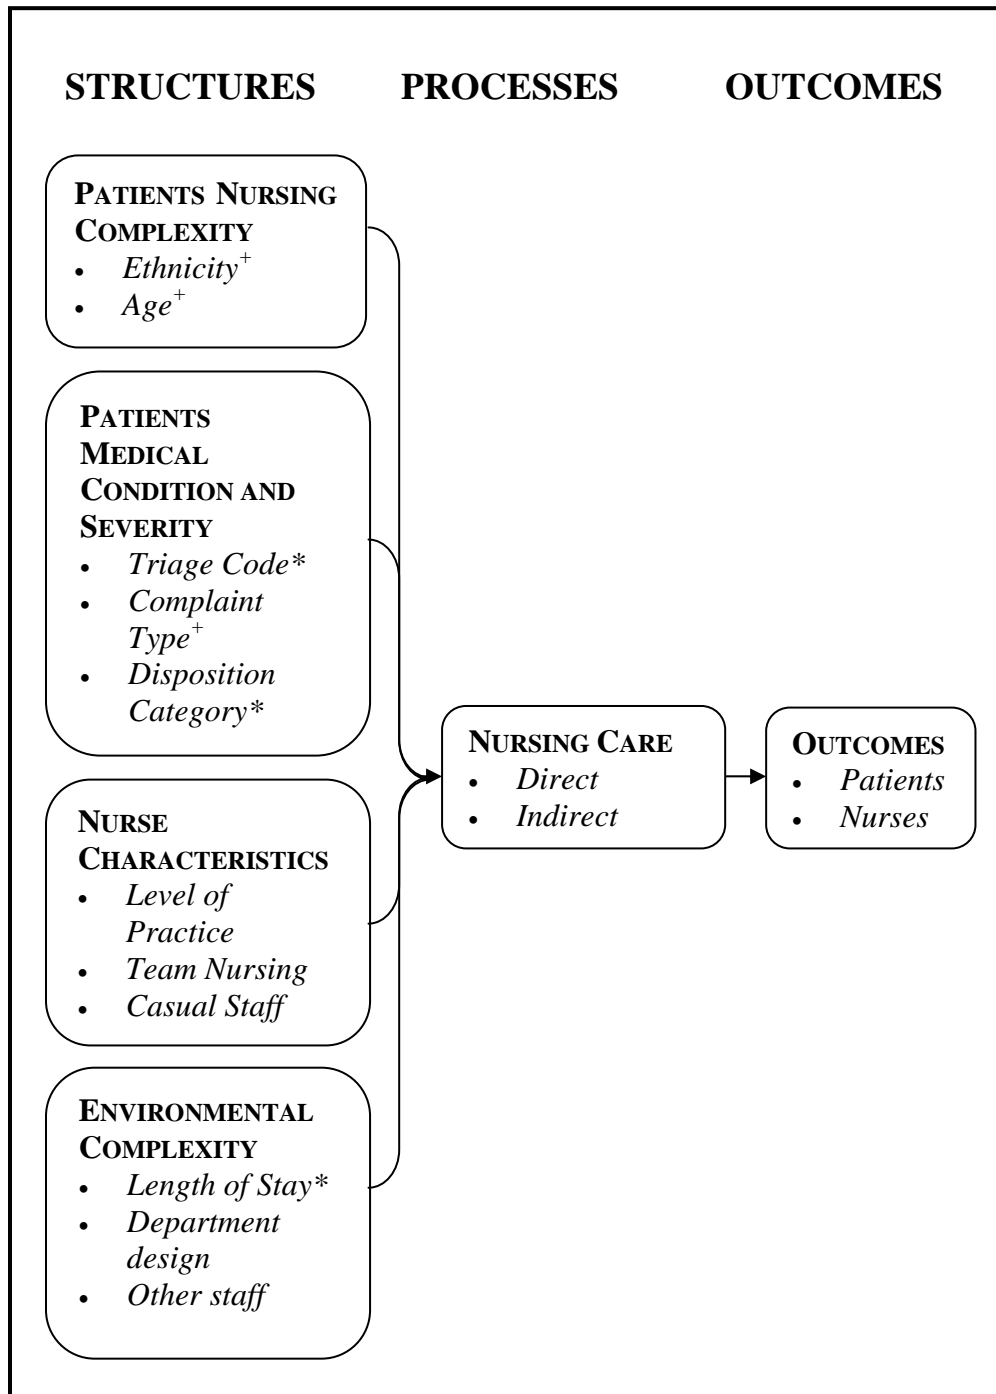 STRUCTURES PROCESSES OUTCOMES
PATIENTS NURSING
COMPLEXITY
• Ethnicity⁺
• Age⁺
PATIENTS
MEDICAL
CONDITION AND
SEVERITY
• Triage Code*
• Complaint
Type⁺
• Disposition
Category*
NURSE
CHARACTERISTICS
• Level of
Practice
• Team Nursing
• Casual Staff
ENVIRONMENTAL
COMPLEXITY
• Length of Stay*
• Department
design
• Other staff
NURSING CARE
• Direct
• Indirect
OUTCOMES
• Patients
• Nurses